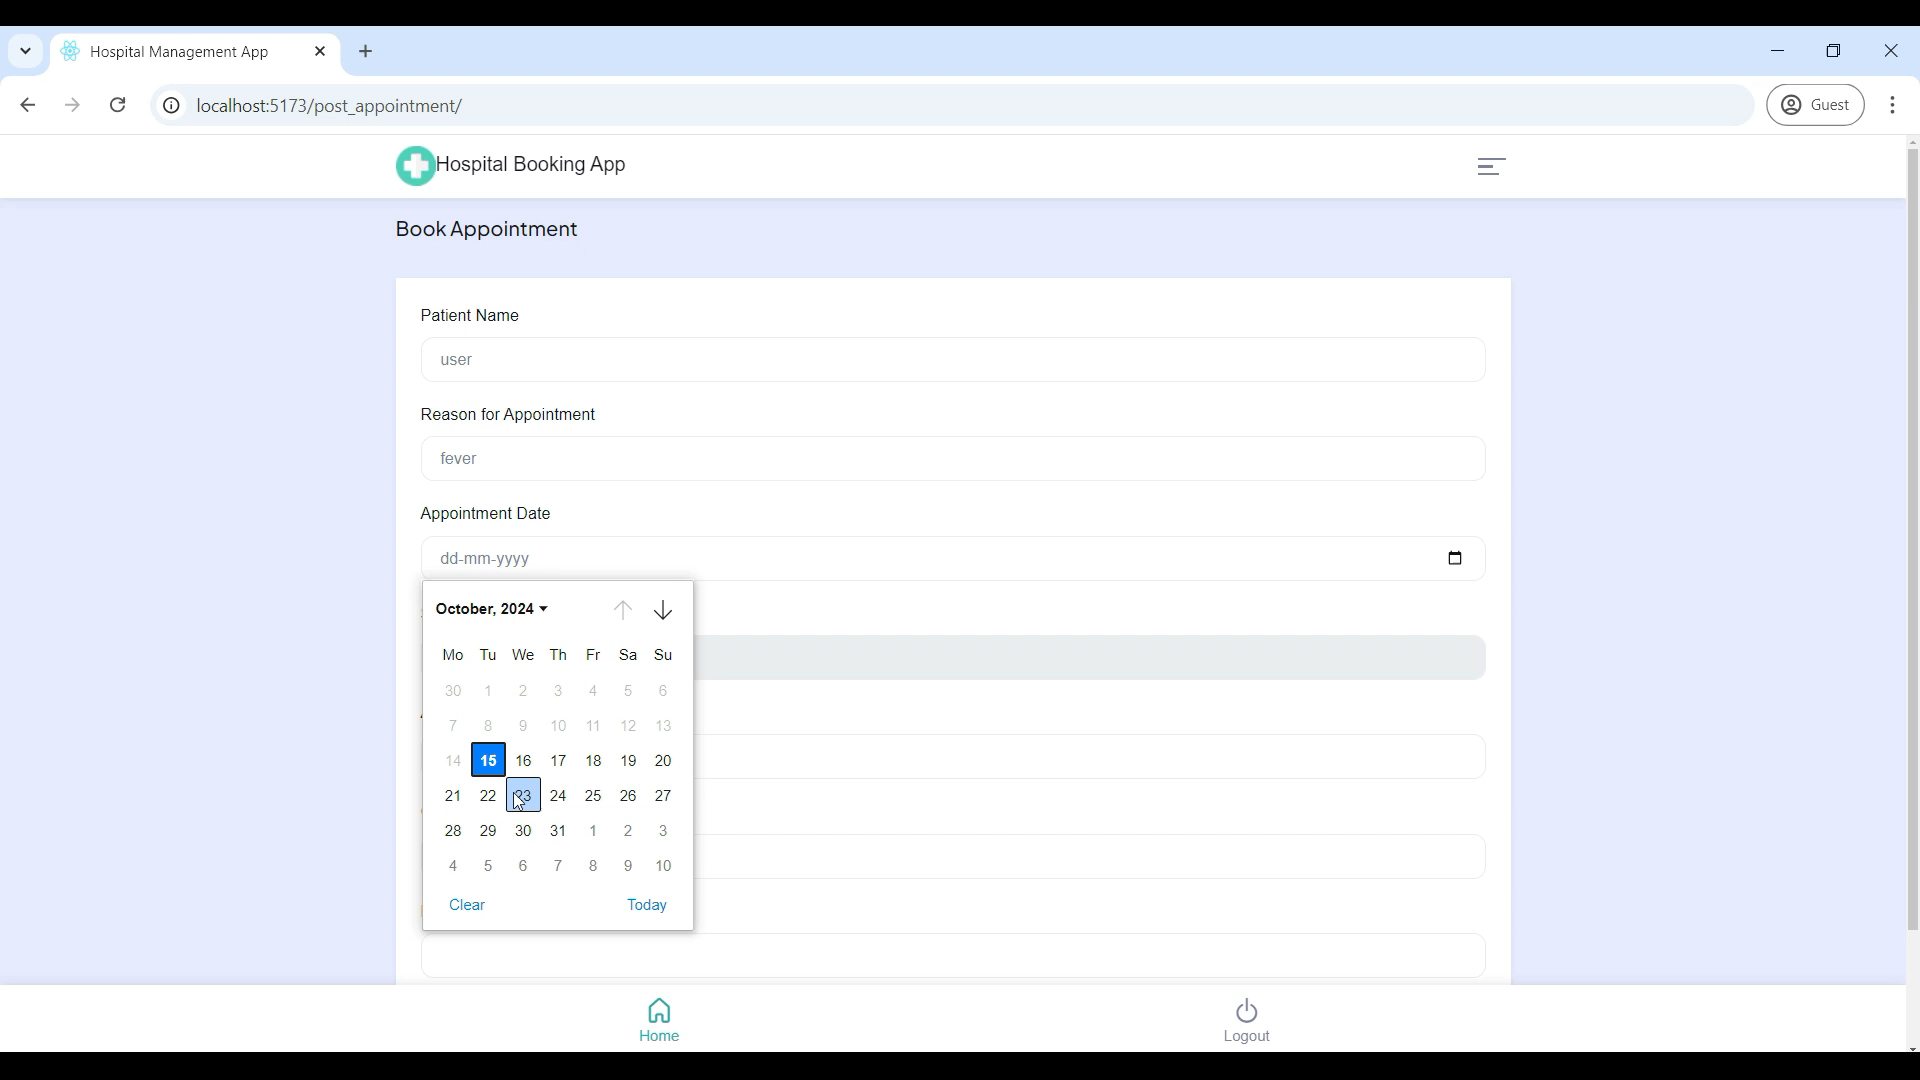 Hospital Management App
localhost:5173/post_appointment/
Guest
Hospital Booking App
Book Appointment
Patient Name
user
Reason for Appointment
fever
Appointment Date
dd-mm-yyyy
October, 2024
Mo Tu We Th Fr Sa Su
30 1 2 3 4 5 6
7 8 9 10 11 12 13
14 15 16 17 18 19 20
21 22 23 24 25 26 27
28 29 30 31 1 2 3
4 5 6 7 8 9 10
Clear Today
Home Logout